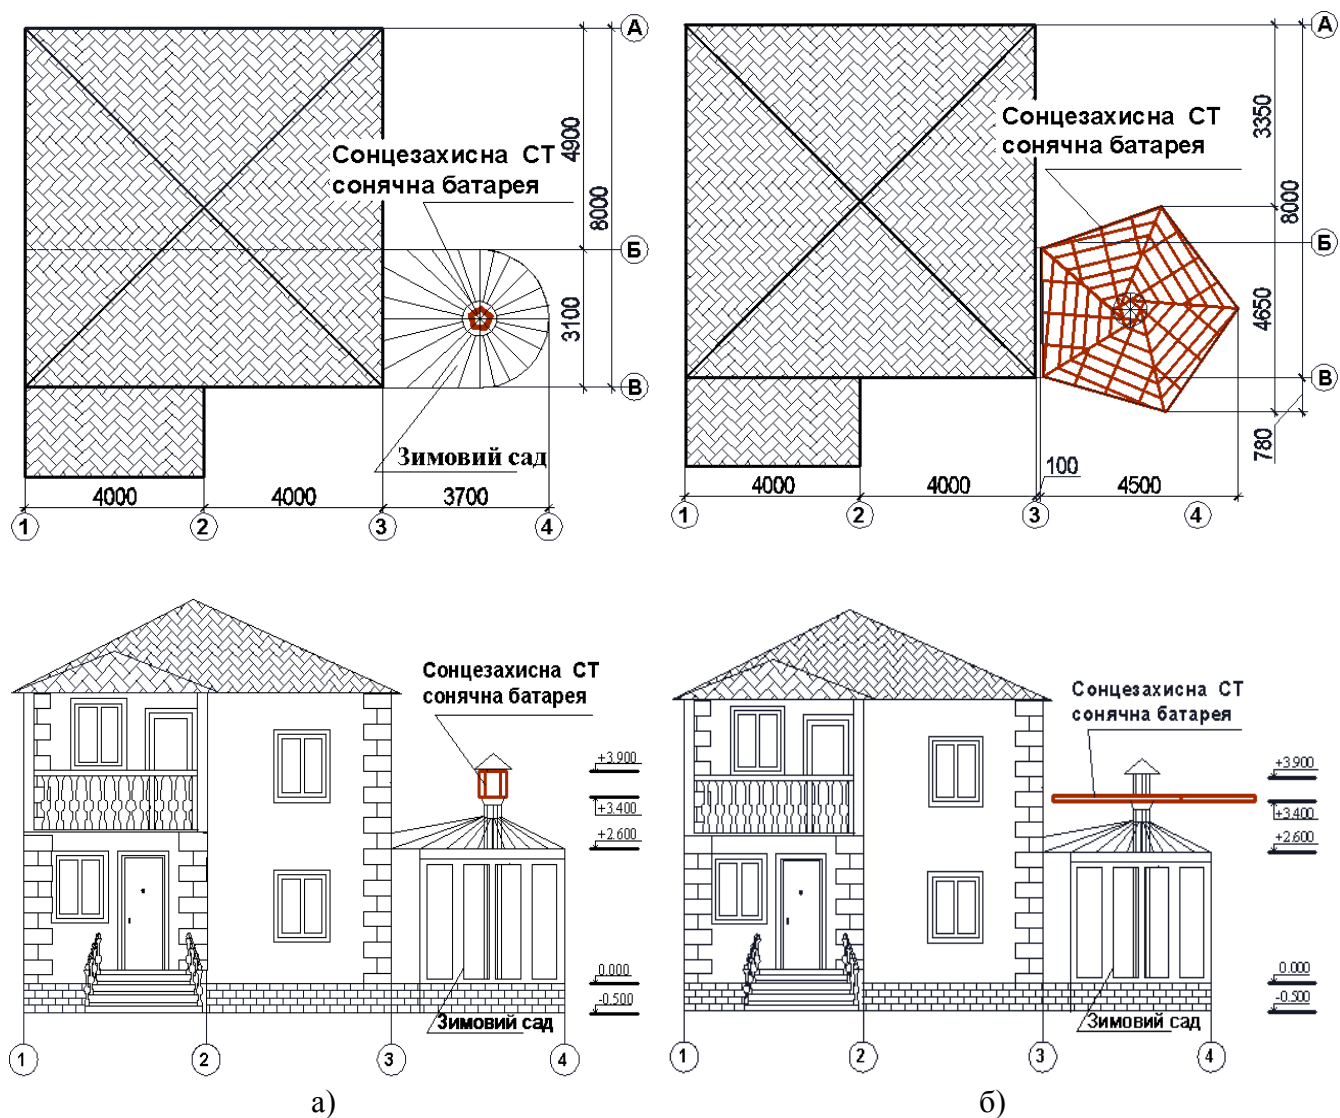 А
4900
8000
Сонцезахисна СТ
сонячна батарея
Б
3100
В
Зимовий сад
4000
4000
3700
1
2
3
4
А
3350
8000
Сонцезахисна СТ
сонячна батарея
Б
4650
В
780
100
4000
4000
4500
1
2
3
4
Сонцезахисна СТ
сонячна батарея
+3.900
+3.400
+2.600
0.000
-0.500
Зимовий сад
1
2
3
4
а)
Сонцезахисна СТ
сонячна батарея
+3.900
+3.400
+2.600
0.000
-0.500
Зимовий сад
1
2
3
4
б)